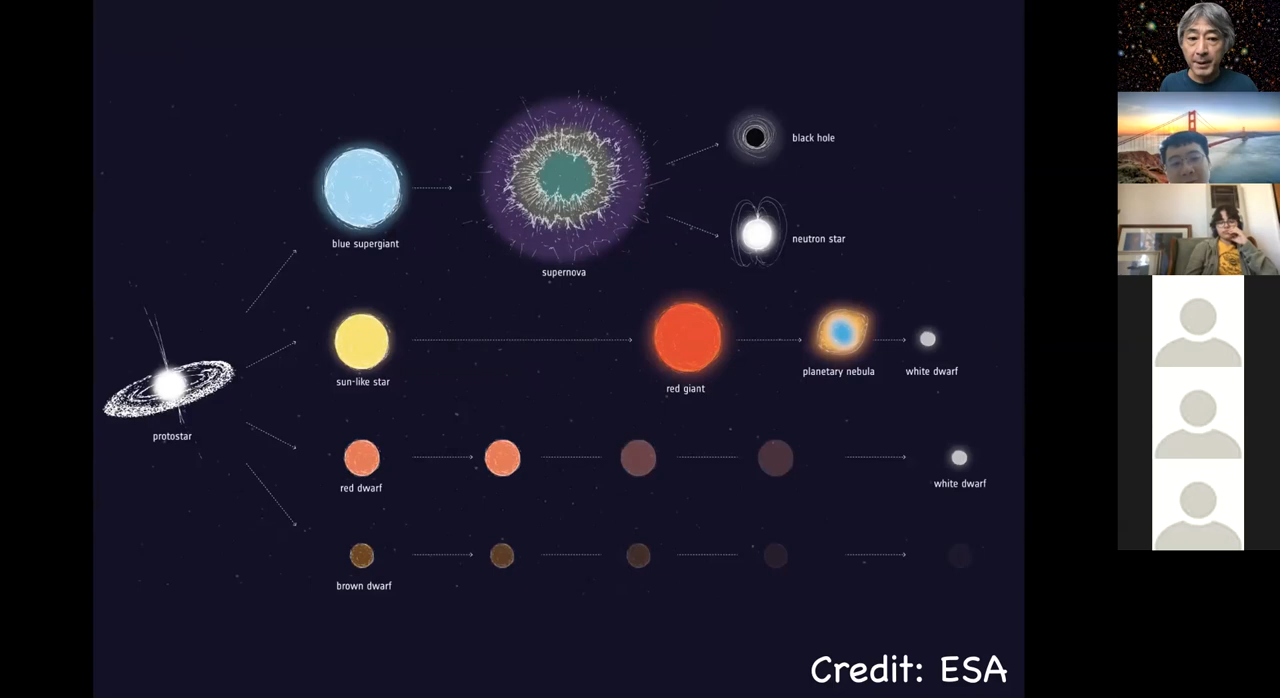 black hole
blue supergiant
neutron star
supernova
sun-like star
red giant
planetary nebula
white dwarf
protostar
red dwarf
white dwarf
brown dwarf
Credit: ESA